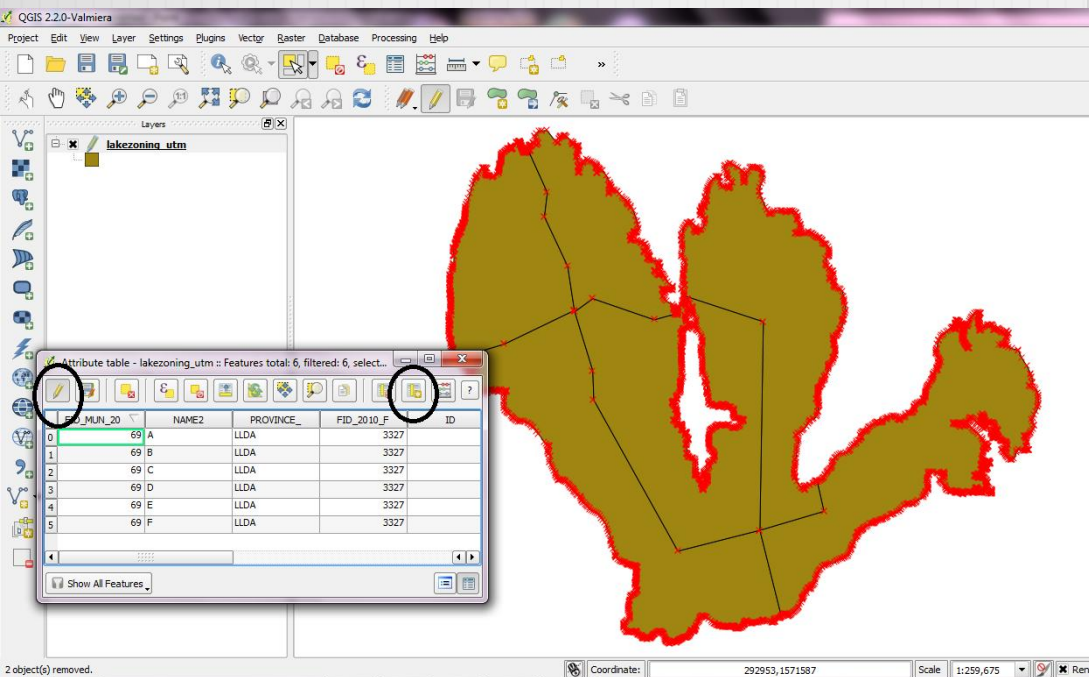 QGIS 2.2.0-Valmiera
Project Edit View Layer Settings Plugins Vector Raster Database Processing Help
»
Layers
lakezoning_utm
Attribute table - lakezoning_utm :: Features total: 6, filtered: 6, select...
?
FID_MUN_20 NAME2 PROVINCE_ FID_2010_F ID
0 69 A LLDA 3327
1 69 B LLDA 3327
2 69 C LLDA 3327
3 69 D LLDA 3327
4 69 E LLDA 3327
5 69 F LLDA 3327
Show All Features
2 object(s) removed.
Coordinate: 292953,1571587 Scale 1:259,675 Ren